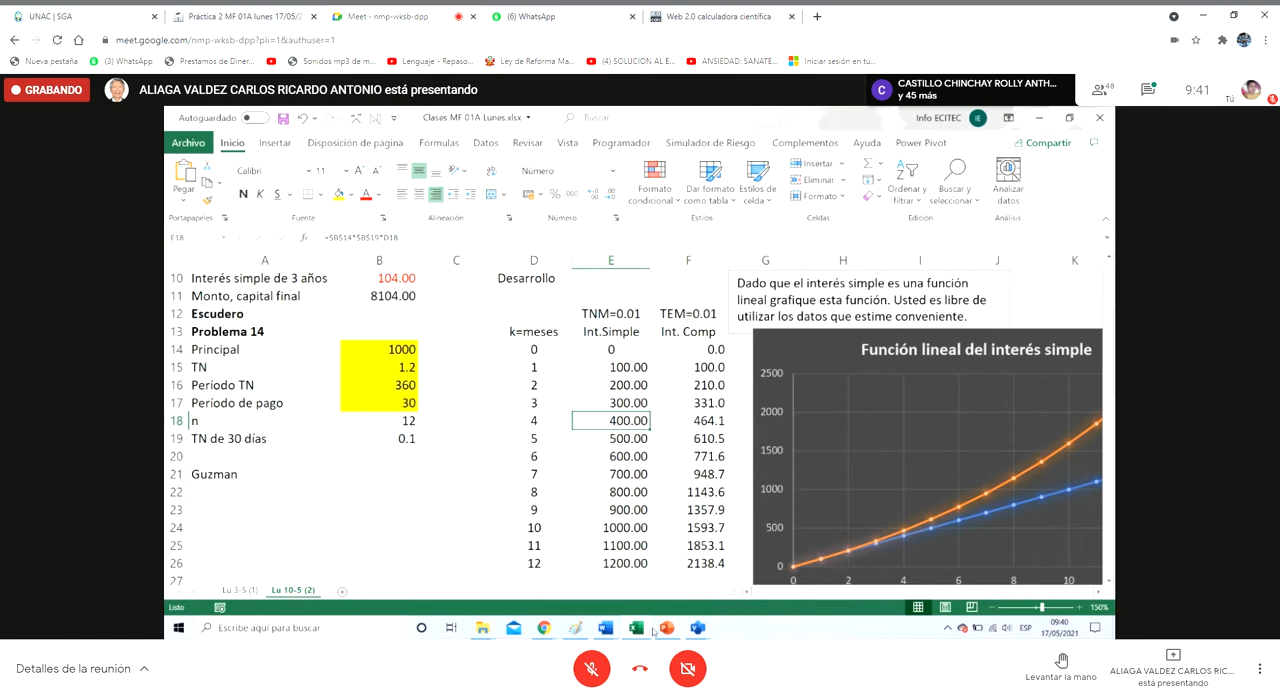 UNAC | SGA
Práctica 2 MF 01A lunes 17/05/2
Meet - nmp-wksb-dpp
(6) WhatsApp
Web 2.0 calculadora científica
meet.google.com/nmp-wksb-dpp?pli=1&authuser=1
Nueva pestaña
(3) WhatsApp
Prestamos de Diner...
Sonidos mp3 de m...
Lenguaje - Repaso...
Ley de Reforma Ma...
(4) SOLUCION AL E...
ANSIEDAD: SANATE...
Iniciar sesión en tu...
GRABANDO
ALIAGA VALDEZ CARLOS RICARDO ANTONIO está presentando
C
CASTILLO CHINCHAY ROLLY ANTH...
y 45 más
48
9:41
Tú
Autoguardado
Clases MF 01A Lunes.xlsx
Buscar
Info ECITEC
IE
Archivo Inicio Insertar Disposición de página Fórmulas Datos Revisar Vista Programador Simulador de Riesgo Complementos Ayuda Power Pivot
Compartir
Pegar
Calibri
11
N K S
Número
% 000
Formato condicional
Dar formato como tabla
Estilos de celda
Insertar
Eliminar
Formato
Ordenar y filtrar
Buscar y seleccionar
Analizar datos
Portapapeles Fuente Alineación Número Estilos Celdas Edición Análisis
E18
fx
=$B$14*$B$19*D18
A B C D E F G H I J K
10 Interés simple de 3 años 104.00 Desarrollo
11 Monto, capital final 8104.00
12 Escudero TNM=0.01 TEM=0.01
13 Problema 14 k=meses Int.Simple Int. Comp
14 Principal 1000 0 0 0.0
15 TN 1.2 1 100.00 100.0
16 Período TN 360 2 200.00 210.0
17 Período de pago 30 3 300.00 331.0
18 n 12 4 400.00 464.1
19 TN de 30 días 0.1 5 500.00 610.5
20 6 600.00 771.6
21 Guzman 7 700.00 948.7
22 8 800.00 1143.6
23 9 900.00 1357.9
24 10 1000.00 1593.7
25 11 1100.00 1853.1
26 12 1200.00 2138.4
27
Dado que el interés simple es una función
lineal grafique esta función. Usted es libre de
utilizar los datos que estime conveniente.
Función lineal del interés simple
2500
2000
1500
1000
500
0
0 2 4 6 8 10
Lu 3-5 (1)
Lu 10-5 (2)
Listo
150%
Escribe aquí para buscar
ESP
09:40
17/05/2021
Detalles de la reunión
Levantar la mano
ALIAGA VALDEZ CARLOS RIC...
está presentando